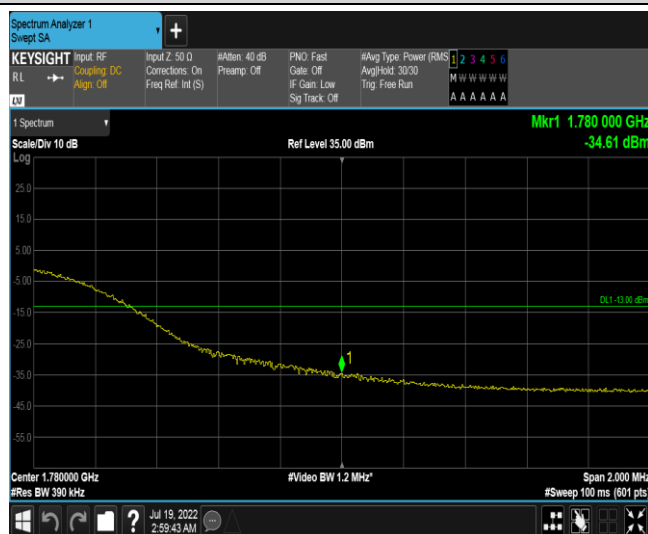 Spectrum Analyzer 1
Swept SA
+
KEYSIGHT
RL
LXI
Input: RF
Coupling: DC
Align: Off
Input Z: 50 Ω
Corrections: On
Freq Ref: Int (S)
#Atten: 40 dB
Preamp: Off
PNO: Fast
Gate: Off
IF Gain: Low
Sig Track: Off
#Avg Type: Power (RMS
Avg|Hold: 30/30
Trig: Free Run
1 2 3 4 5 6
M W W W W W
A A A A A A
1 Spectrum
Mkr1 1.780 000 GHz
Scale/Div 10 dB
Ref Level 35.00 dBm
-34.61 dBm
Log
25.0
15.0
5.00
-5.00
DL1 -13.00 dBm
-15.0
-25.0
1
-35.0
-45.0
-55.0
Center 1.780000 GHz
#Video BW 1.2 MHz*
Span 2.000 MHz
#Res BW 390 kHz
#Sweep 100 ms (601 pts)
?
Jul 19, 2022
2:59:43 AM